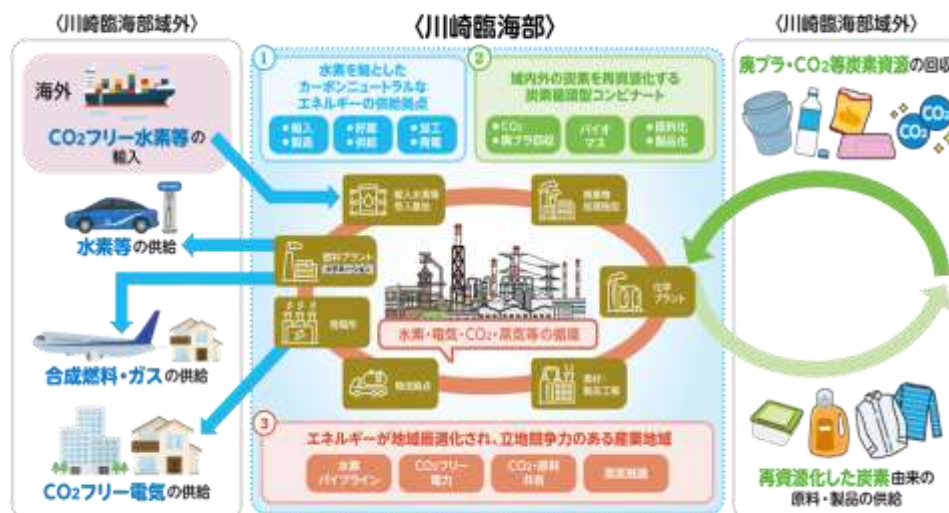 〈川崎臨海部域外〉
海外
CO2フリー水素等の
輸入
水素等の供給
合成燃料・ガスの供給
CO2フリー電気の供給
〈川崎臨海部〉
1
水素を軸とした
カーボンニュートラルな
エネルギーの供給拠点
●輸入
●製造
●貯蔵
●供給
●加工
●発電
2
域内外の炭素を再資源化する
炭素循環型コンビナート
●CO2
●廃プラ回収
バイオ
マス
●原料化
●製品化
輸入水素等
受入基地
廃棄物
処理施設
燃料プラント
化学
プラント
発電所
水素・電気・CO2・蒸気等の循環
物流拠点
素材・
製品工場
3
エネルギーが地域最適化され、立地競争力のある産業地域
水素
パイプライン
CO2フリー
電力
CO2・原料
共有
蒸気融通
〈川崎臨海部域外〉
廃プラ・CO2等炭素資源の回収
CO2
CO2
再資源化した炭素由来の
原料・製品の供給